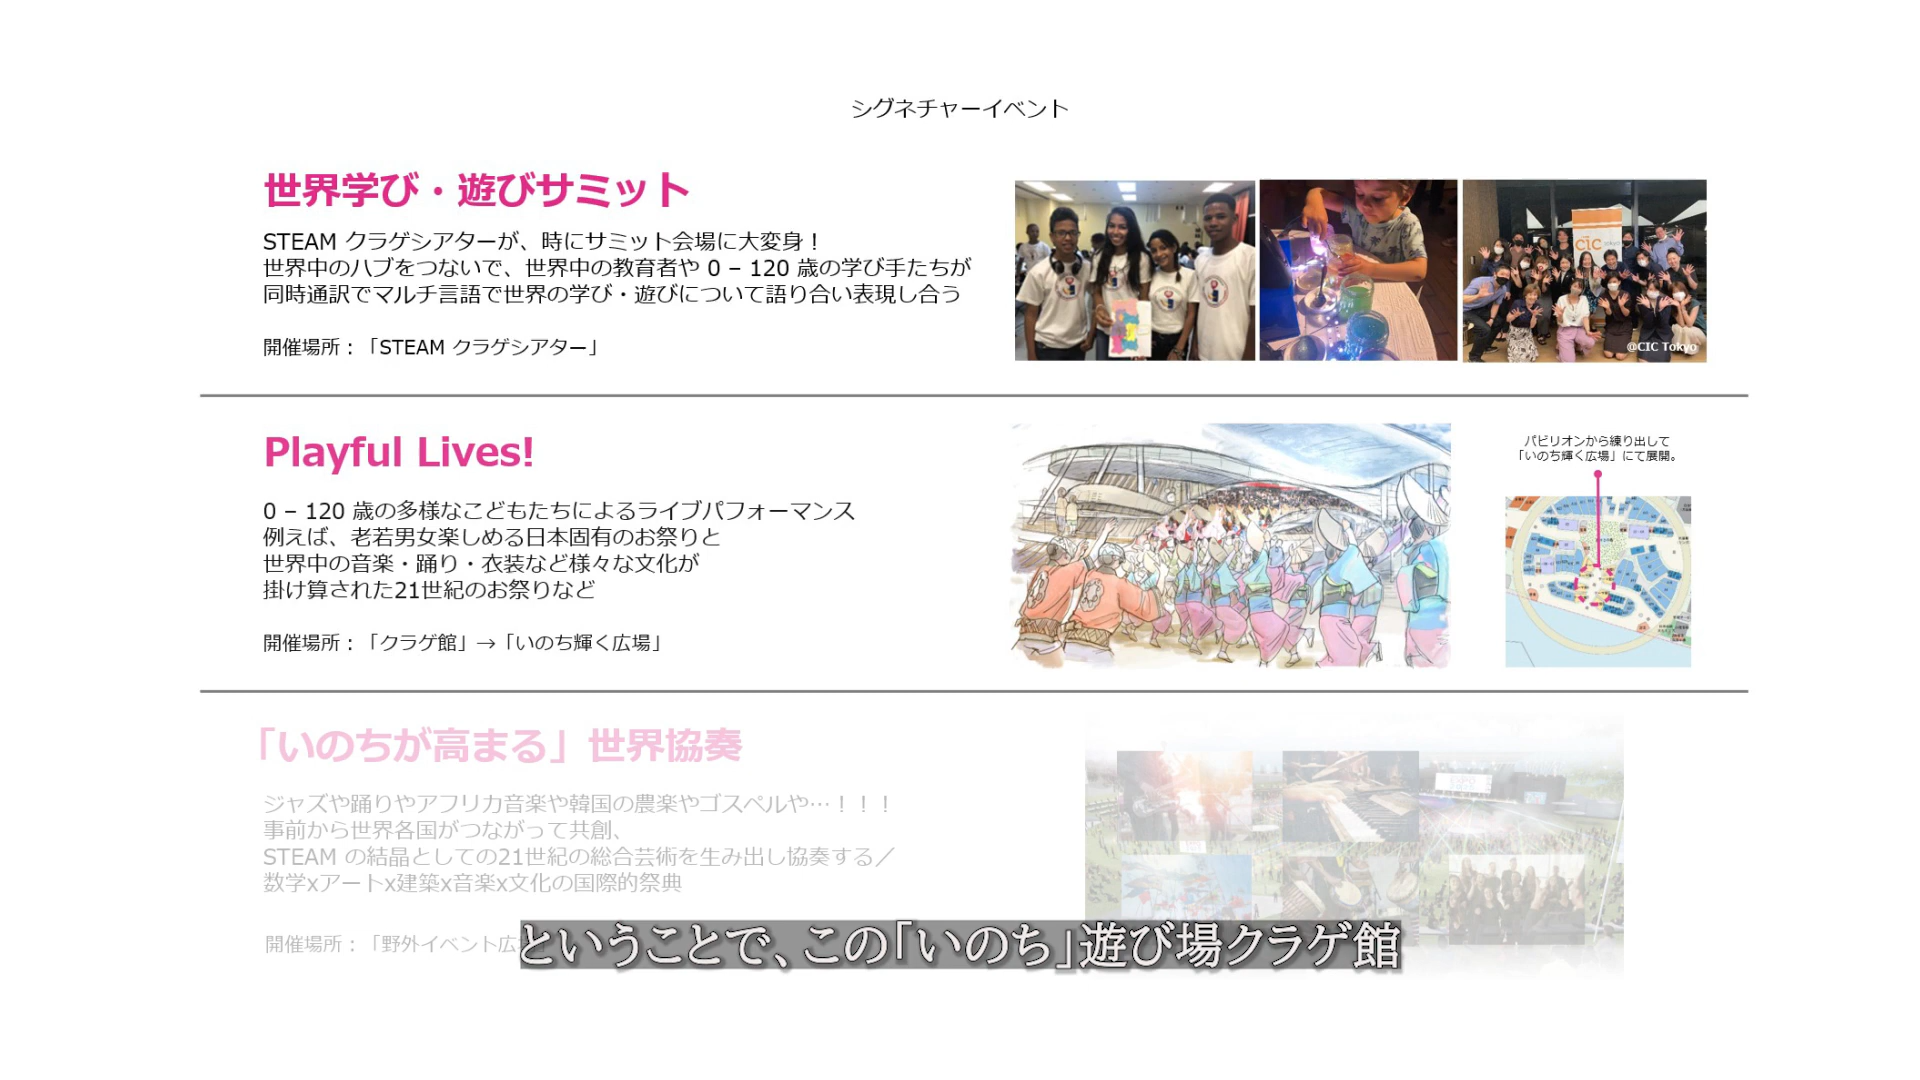 シグネチャーイベント
世界学び・遊びサミット
STEAM クラゲシアターが、時にサミット会場に大変身！
世界中のハブをつないで、世界中の教育者や 0 – 120 歳の学び手たちが
同時通訳でマルチ言語で世界の学び・遊びについて語り合い表現し合う
開催場所：「STEAM クラゲシアター」
CIC
@CIC Tokyo
Playful Lives!
0 – 120 歳の多様なこどもたちによるライブパフォーマンス
例えば、老若男女楽しめる日本固有のお祭りと
世界中の音楽・踊り・衣装など様々な文化が
掛け算された21世紀のお祭りなど
開催場所：「クラゲ館」→「いのち輝く広場」
パビリオンから練り出して
「いのち輝く広場」にて展開。
「いのちが高まる」世界協奏
ジャズや踊りやアフリカ音楽や韓国の農楽やゴスペルや…！！！
事前から世界各国がつながって共創、
STEAM の結晶としての21世紀の総合芸術を生み出し協奏する／
数学xアートx建築x音楽x文化の国際的祭典
開催場所：「野外イベント広
ということで、この「いのち」遊び場クラゲ館